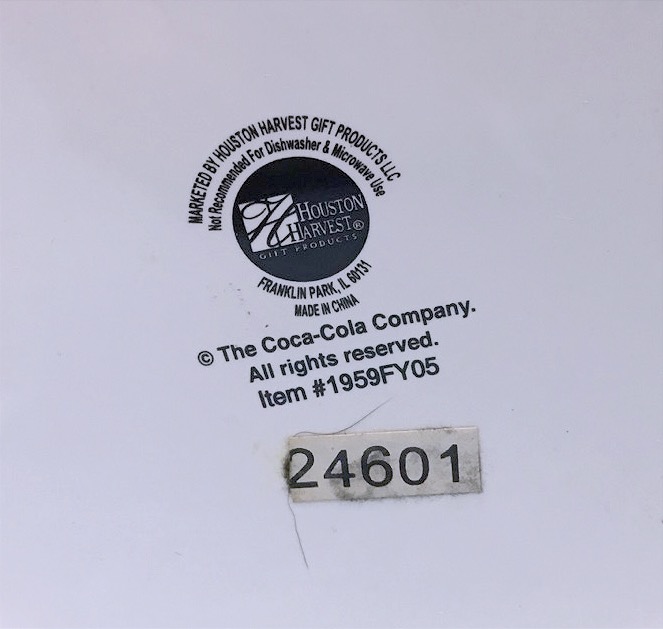 MARKETED BY HOUSTON HARVEST GIFT PRODUCTS LLC
Not Recommended For Dishwasher & Microwave Use
HH
HOUSTON
HARVEST®
GIFT PRODUCTS
FRANKLIN PARK, IL 60131
MADE IN CHINA
© The Coca-Cola Company.
All rights reserved.
Item #1959FY05
24601